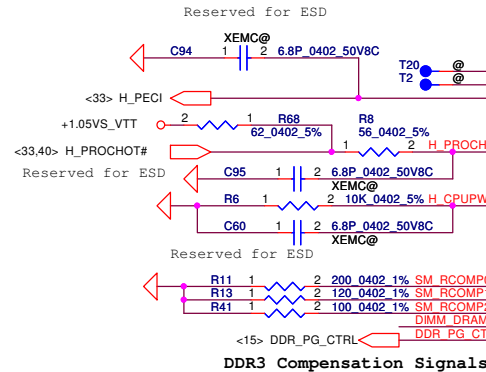 Reserved for ESD
XEMC@
C94 1 2 6.8P_0402_50V8C
T20 @
T2 @
<33> H_PECI
+1.05VS_VTT 2 1 R68 R8
62_0402_5% 56_0402_5%
<33,40> H_PROCHOT# 1 2 H_PROCH
Reserved for ESD
C95 1 2 6.8P_0402_50V8C
XEMC@
R6 1 2 10K_0402_5% H_CPUPW
C60 1 2 6.8P_0402_50V8C
XEMC@
Reserved for ESD
R11 1 2 200_0402_1% SM_RCOMP0
R13 1 2 120_0402_1% SM_RCOMP1
R41 1 2 100_0402_1% SM_RCOMP2
DIMM_DRAM
<15> DDR_PG_CTRL DDR_PG_CT
DDR3 Compensation Signals